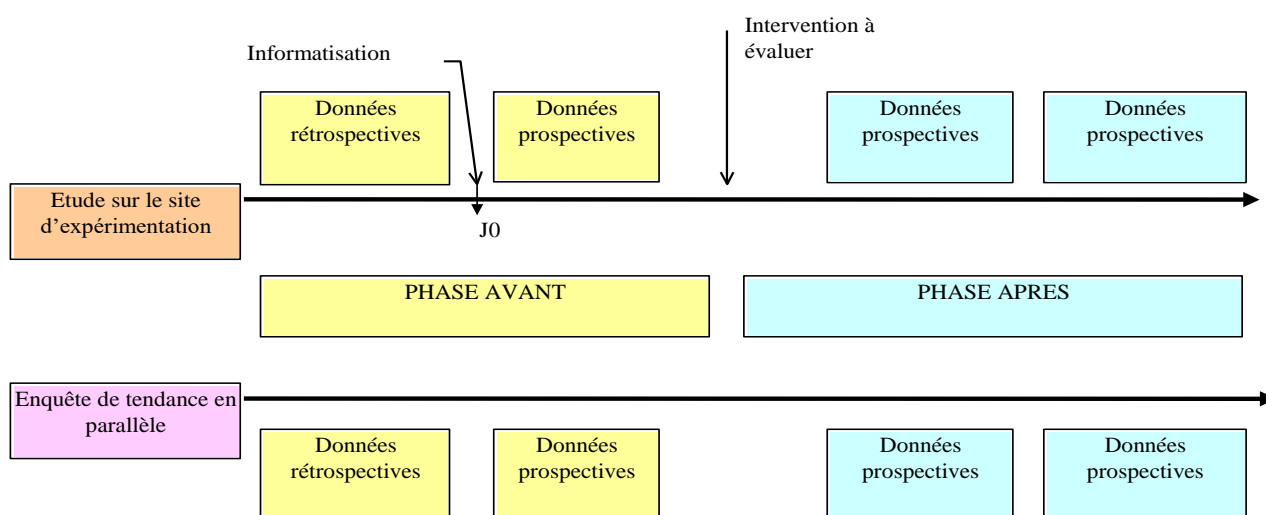 Intervention à
évaluer
Informatisation
Données
rétrospectives
Données
prospectives
Données
prospectives
Données
prospectives
Etude sur le site
d’expérimentation
J0
PHASE AVANT
PHASE APRES
Enquête de tendance en
parallèle
Données
rétrospectives
Données
prospectives
Données
prospectives
Données
prospectives